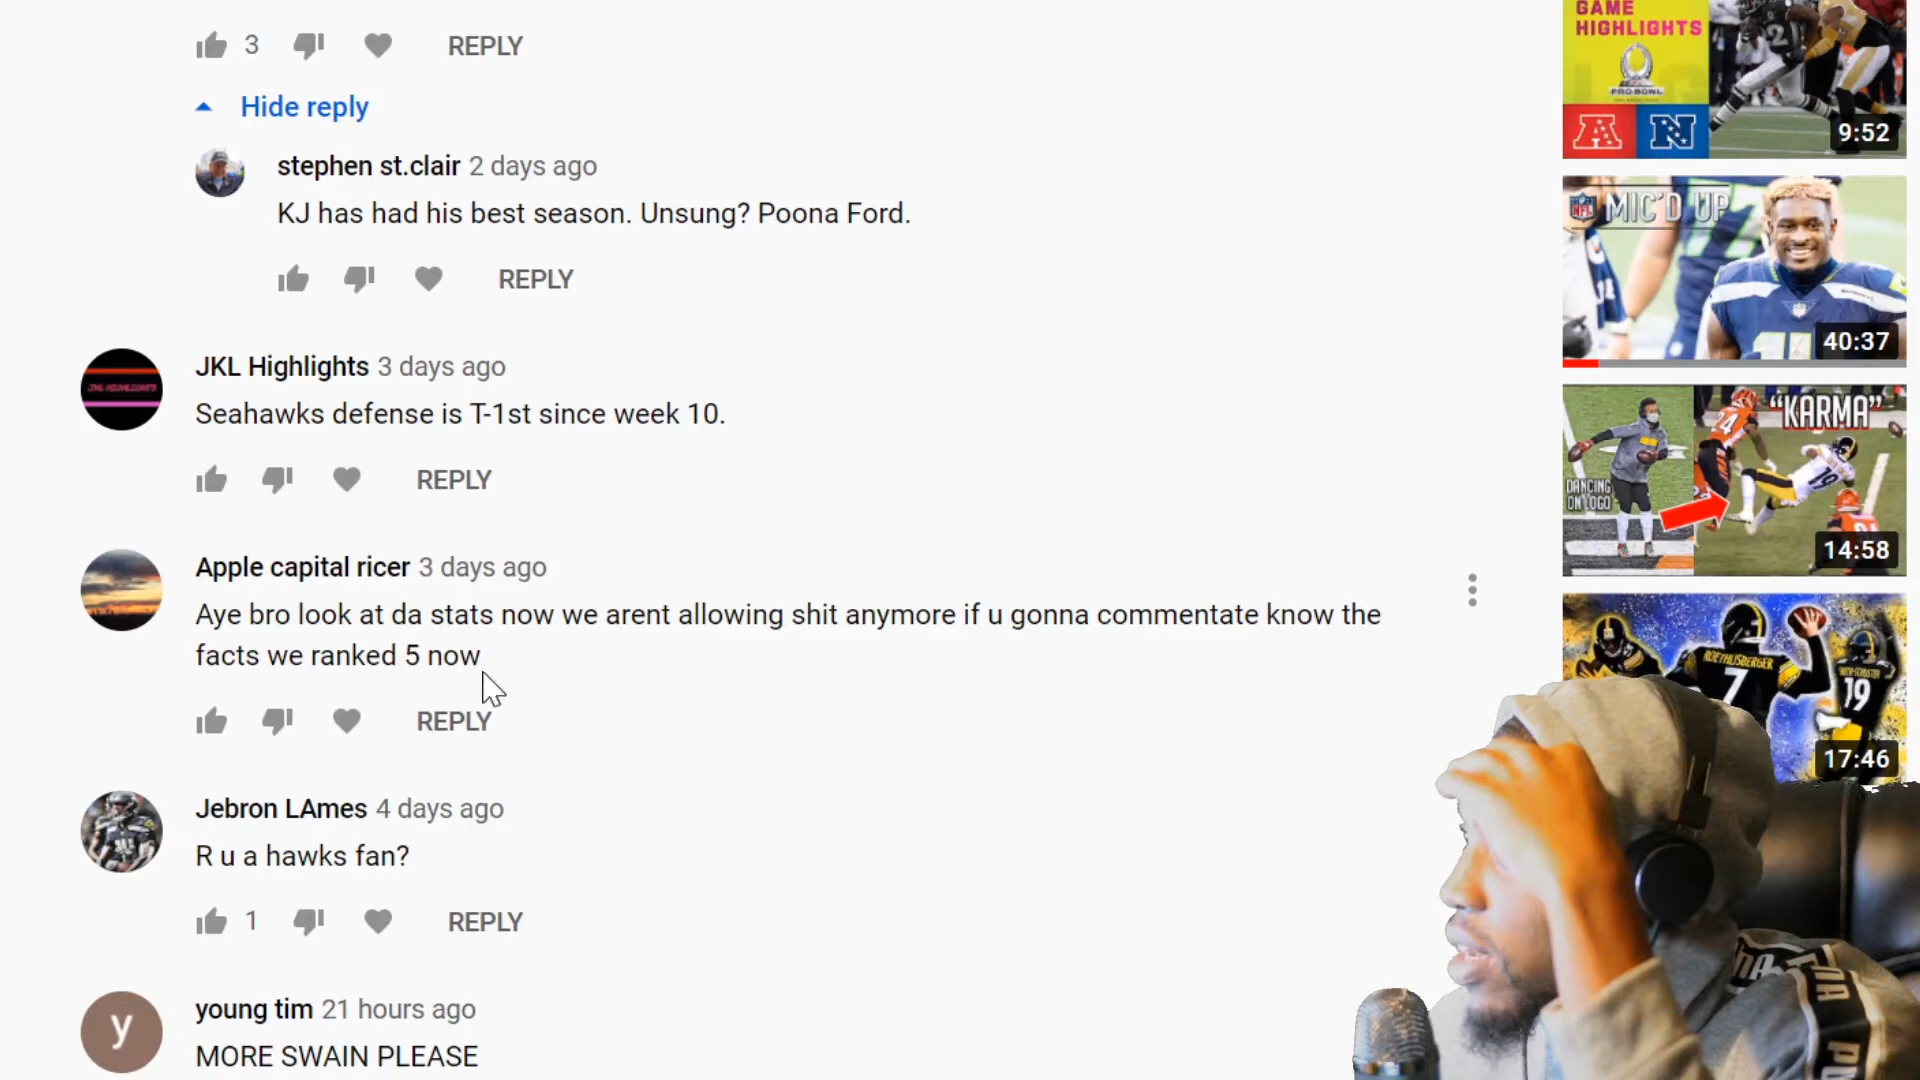 3
REPLY
Hide reply
stephen st.clair 2 days ago
KJ has had his best season. Unsung? Poona Ford.
REPLY
JKL Highlights 3 days ago
Seahawks defense is T-1st since week 10.
REPLY
Apple capital ricer 3 days ago
Aye bro look at da stats now we arent allowing shit anymore if u gonna commentate know the
facts we ranked 5 now
REPLY
Jebron LAmes 4 days ago
R u a hawks fan?
1
REPLY
y
young tim 21 hours ago
MORE SWAIN PLEASE
GAME
HIGHLIGHTS
PRO BOWL
A N
9:52
NFL MIC'D UP
40:37
"KARMA"
DANCING
ON LOGO
24
19
14:58
ROETHLISBERGER
7
19
17:46